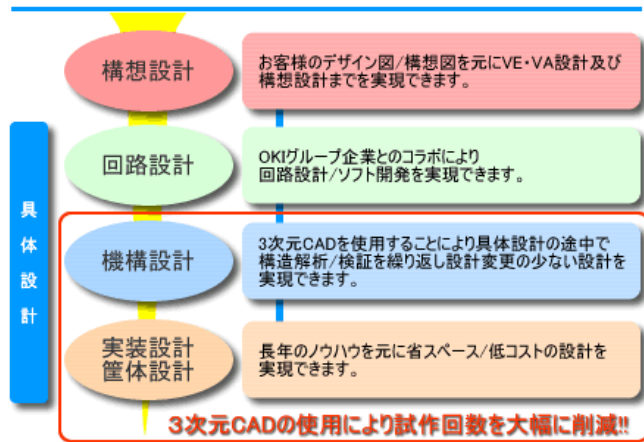 構想設計
お客様のデザイン図/構想図を元にVE・VA設計及び
構想設計までを実現できます。
回路設計
OKIグループ企業とのコラボにより
回路設計/ソフト開発を実現できます。
具体設計
機構設計
3次元CADを使用することにより具体設計の途中で
構造解析/検証を繰り返し設計変更の少ない設計を
実現できます。
実装設計
筐体設計
長年のノウハウを元に省スペース/低コストの設計を
実現できます。
3次元CADの使用により試作回数を大幅に削減!!